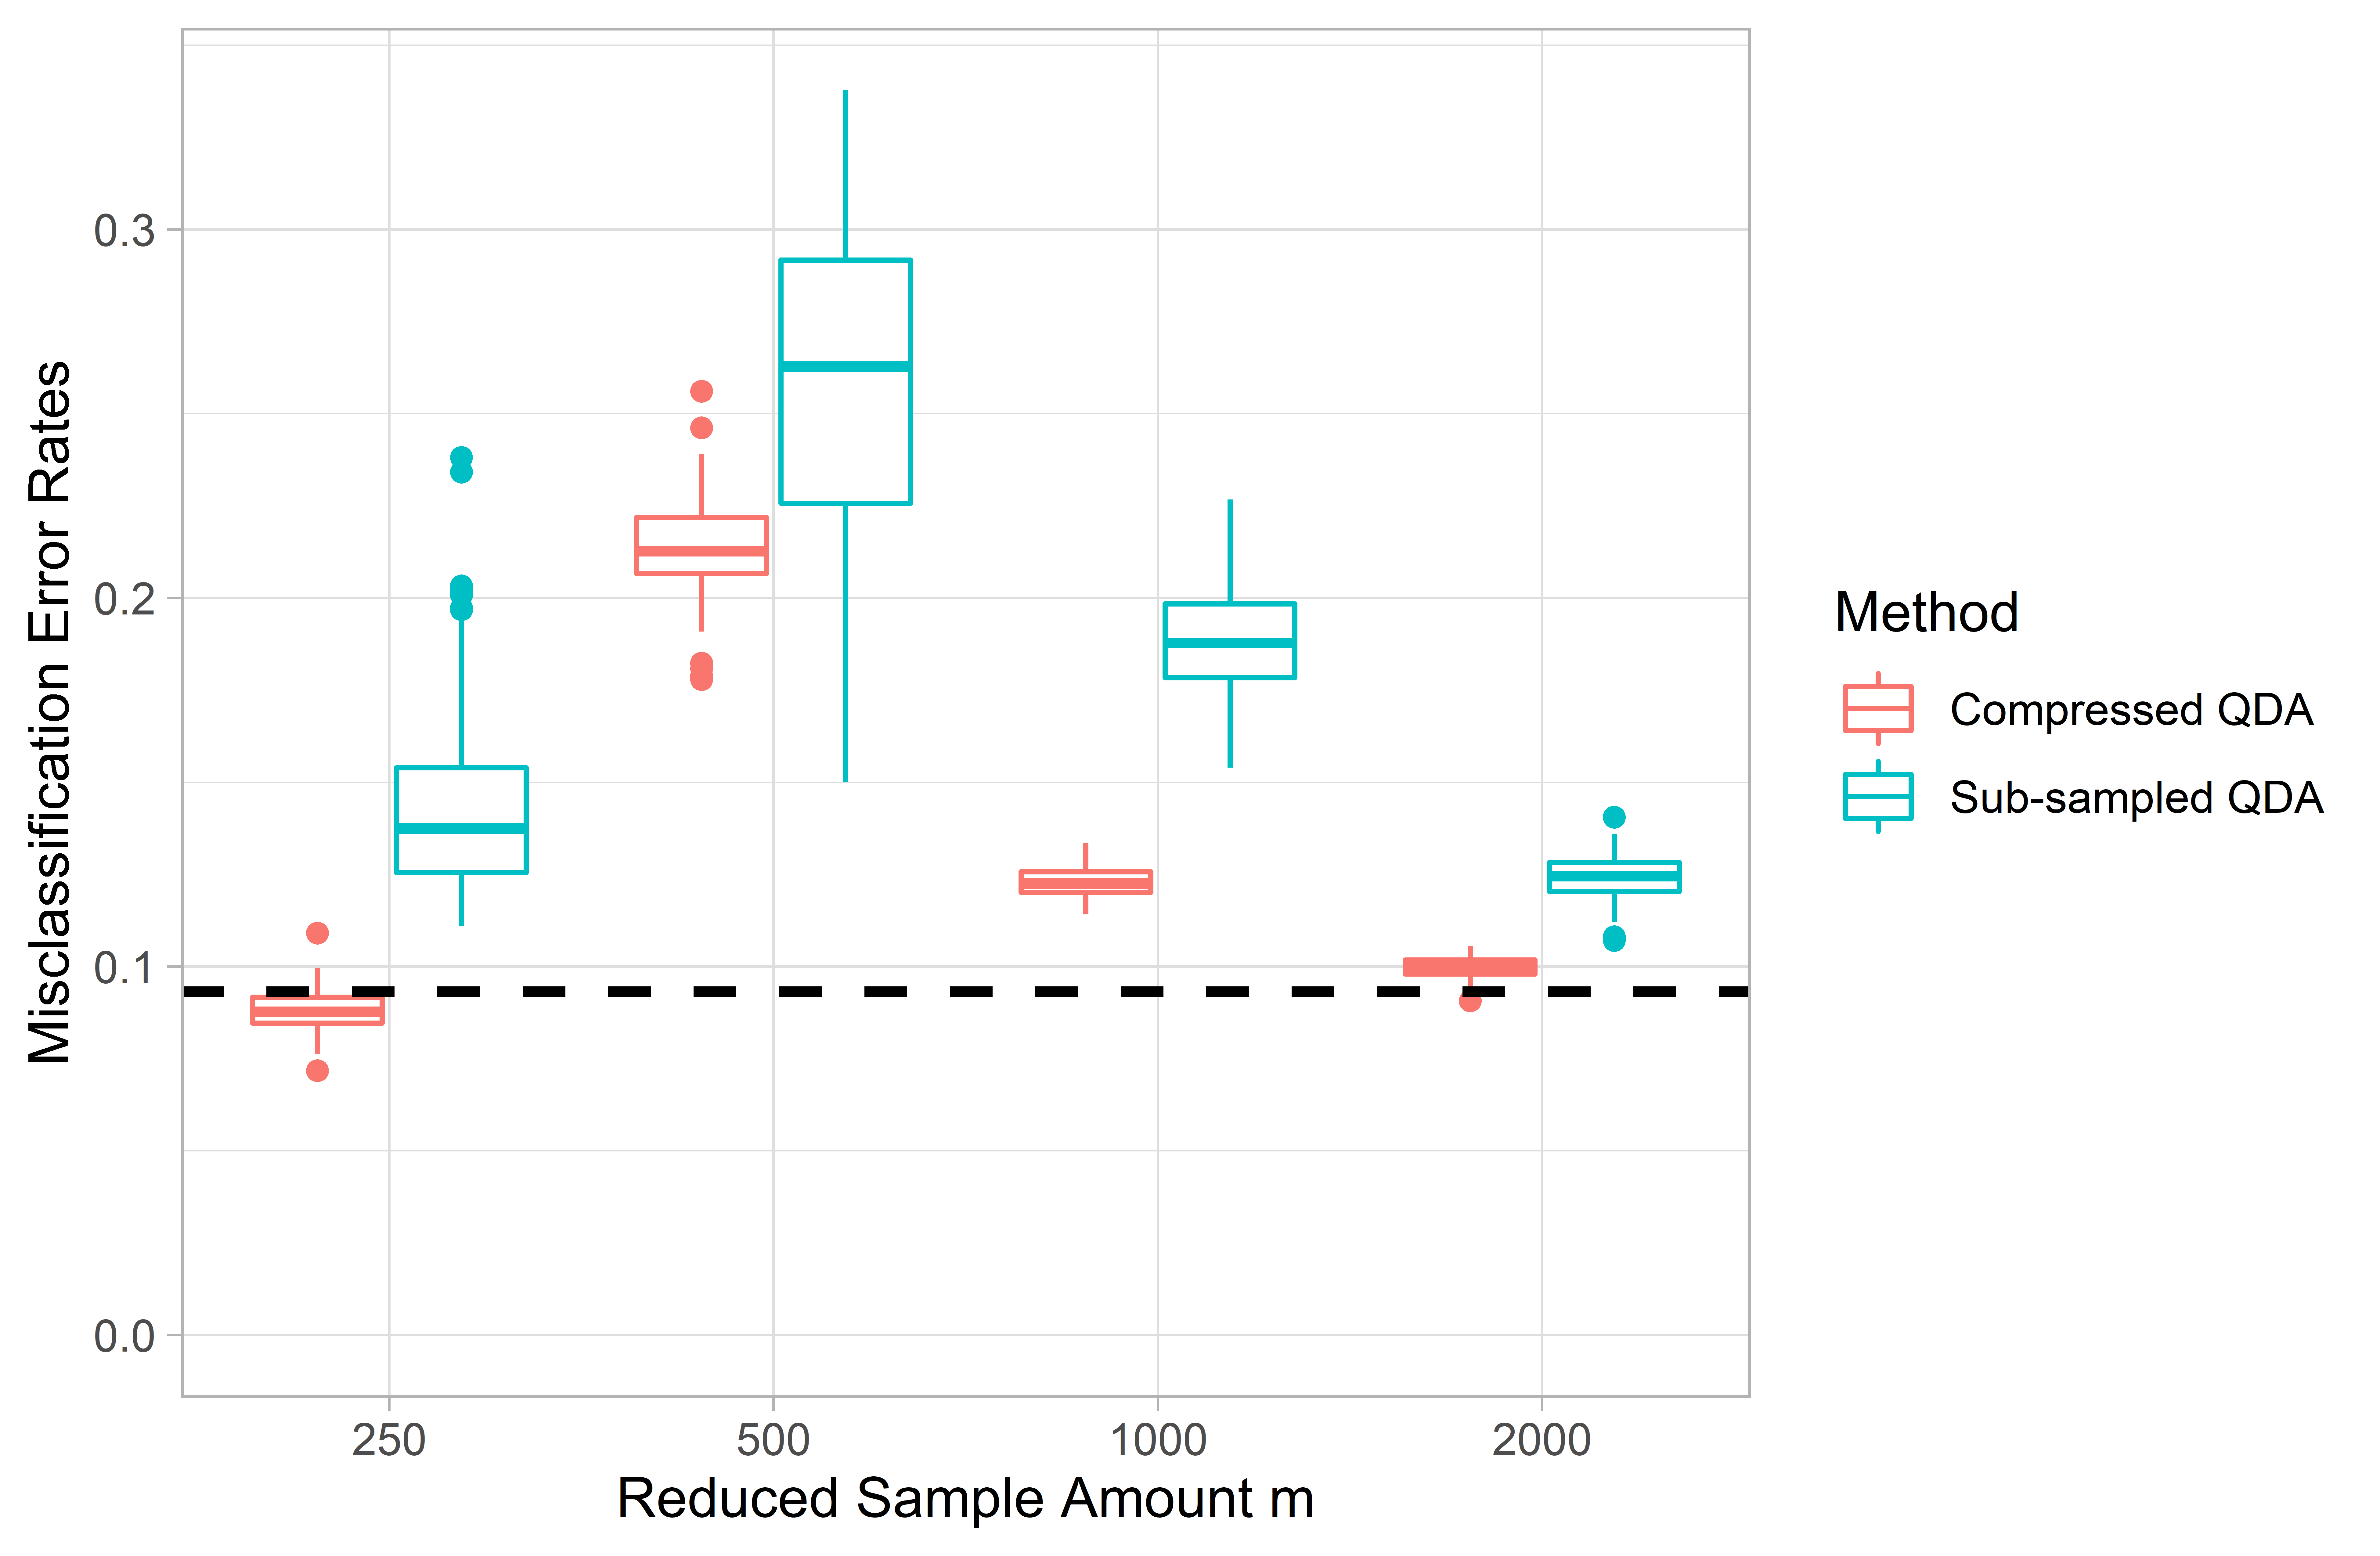 Misclassification Error Rates
0.3
0.2
0.1
0.0
250
500
1000
2000
Reduced Sample Amount m
Method
Compressed QDA
Sub-sampled QDA